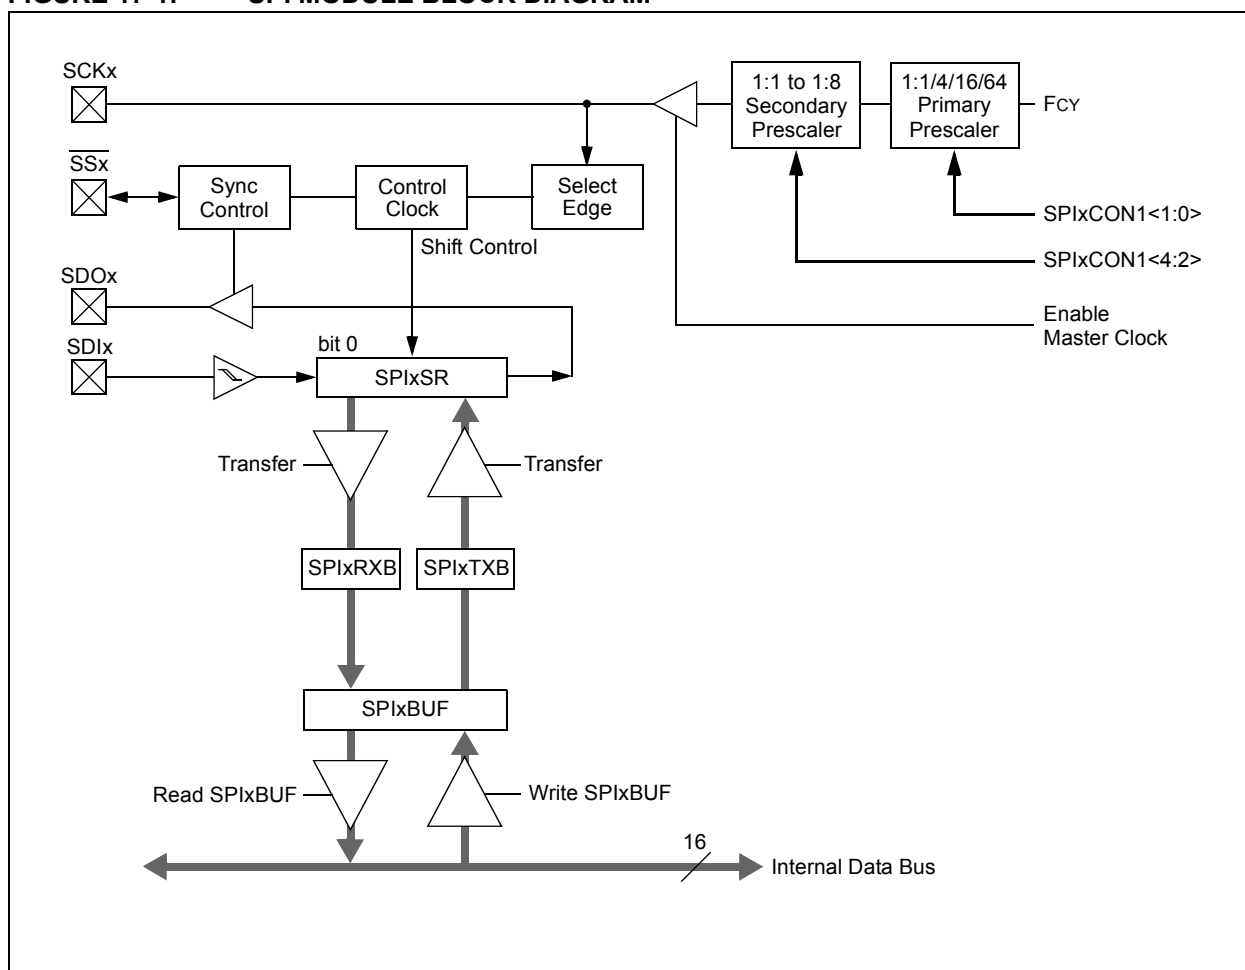 SCKx
1:1 to 1:8
Secondary
Prescaler
1:1/4/16/64
Primary
Prescaler
FCY
SSx
Sync
Control
Control
Clock
Select
Edge
SPIxCON1<1:0>
Shift Control
SPIxCON1<4:2>
SDOx
Enable
Master Clock
SDIx
bit 0
SPIxSR
Transfer
Transfer
SPIxRXB
SPIxTXB
SPIxBUF
Read SPIxBUF
Write SPIxBUF
16
Internal Data Bus